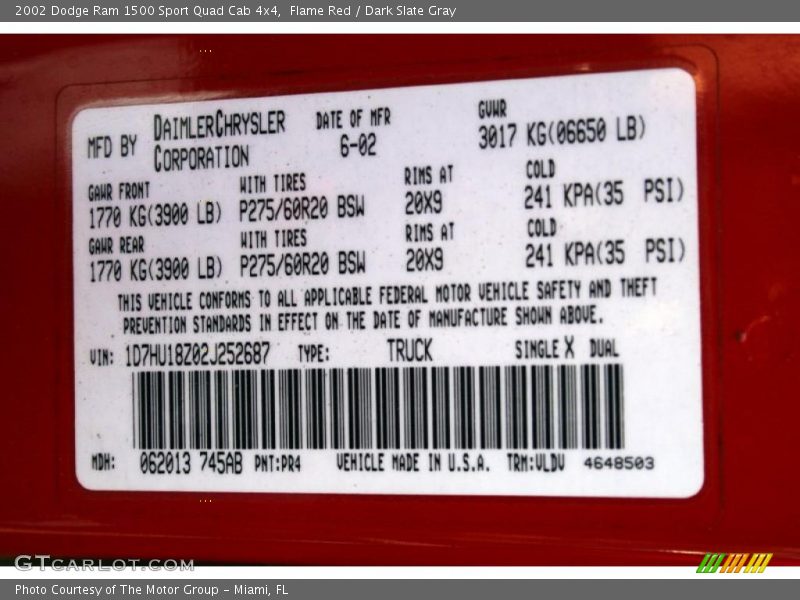 2002 Dodge Ram 1500 Sport Quad Cab 4x4, Flame Red / Dark Slate Gray
MFD BY DAIMLERCHRYSLER CORPORATION DATE OF MFR 6-02 GVWR 3017 KG(06650 LB)
GAWR FRONT WITH TIRES RIMS AT COLD
1770 KG(3900 LB) P275/60R20 BSW 20X9 241 KPA(35 PSI)
GAWR REAR WITH TIRES RIMS AT COLD
1770 KG(3900 LB) P275/60R20 BSW 20X9 241 KPA(35 PSI)
THIS VEHICLE CONFORMS TO ALL APPLICABLE FEDERAL MOTOR VEHICLE SAFETY AND THEFT
PREVENTION STANDARDS IN EFFECT ON THE DATE OF MANUFACTURE SHOWN ABOVE.
VIN: 1D7HU18Z02J252687 TYPE: TRUCK SINGLE X DUAL
MDH: 062013 745AB PNT:PR4 VEHICLE MADE IN U.S.A. TRM:VLDV 4648503
GTCARLOT.COM
Photo Courtesy of The Motor Group - Miami, FL